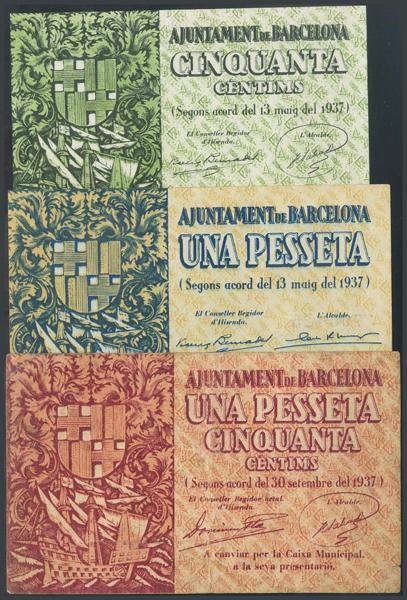 AJUNTAMENT DE BARCELONA
CINQUANTA
CÈNTIMS
(Segons acord del 13 maig del 1937)
El Conseller Regidor
d'Hisenda.
L'Alcalde,
AJUNTAMENT DE BARCELONA
UNA PESSETA
(Segons acord del 13 maig del 1937)
El Conseller Regidor
d'Hisenda.
L'Alcalde.
AJUNTAMENT DE BARCELONA
UNA PESSETA
CINQUANTA
CÈNTIMS
(Segons acord del 30 setembre del 1937)
El Conseller Regidor actal.
d'Hisenda.
L'Alcalde.
A canviar per la Caixa Municipal,
a la seva presentació.